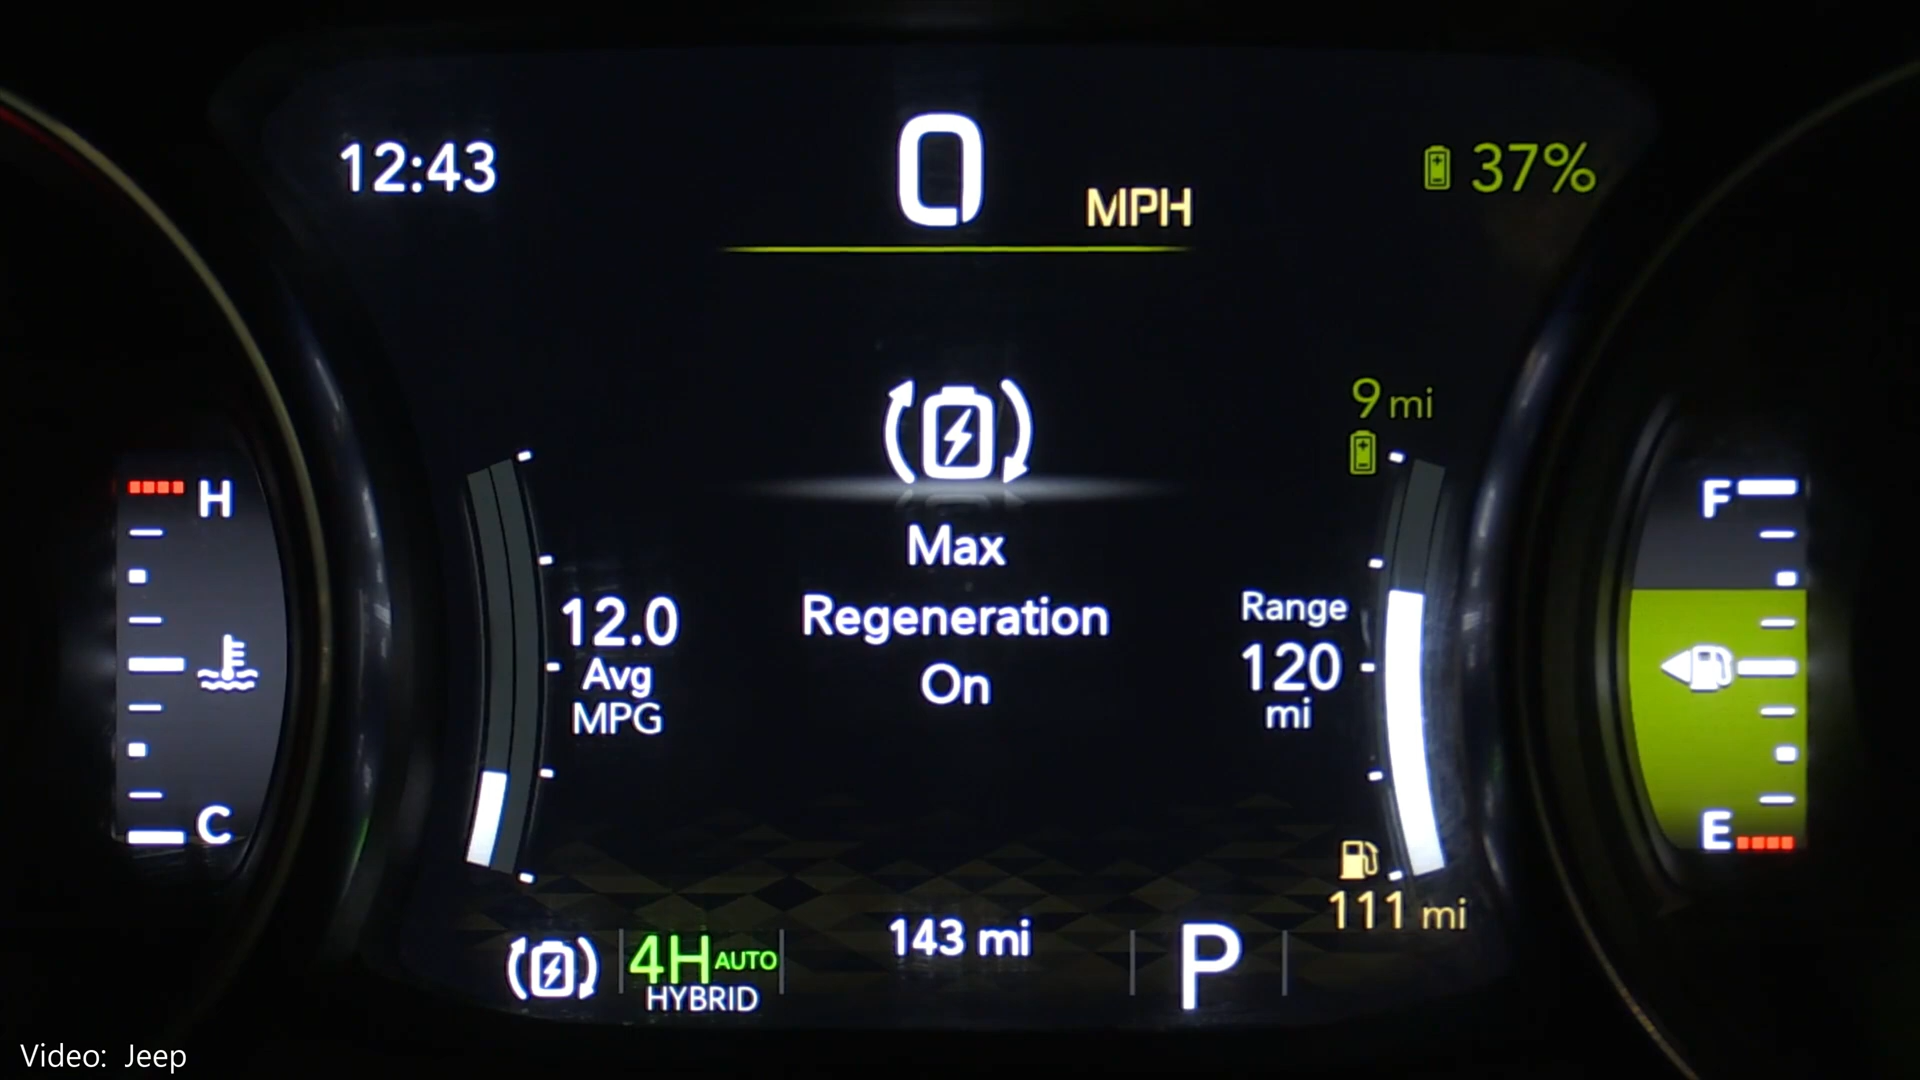 12:43
0 MPH
37%
9 mi
H
F
Max
Regeneration
On
12.0
Avg
MPG
Range
120
mi
C
E
111 mi
4H AUTO
HYBRID
143 mi
P
Video: Jeep